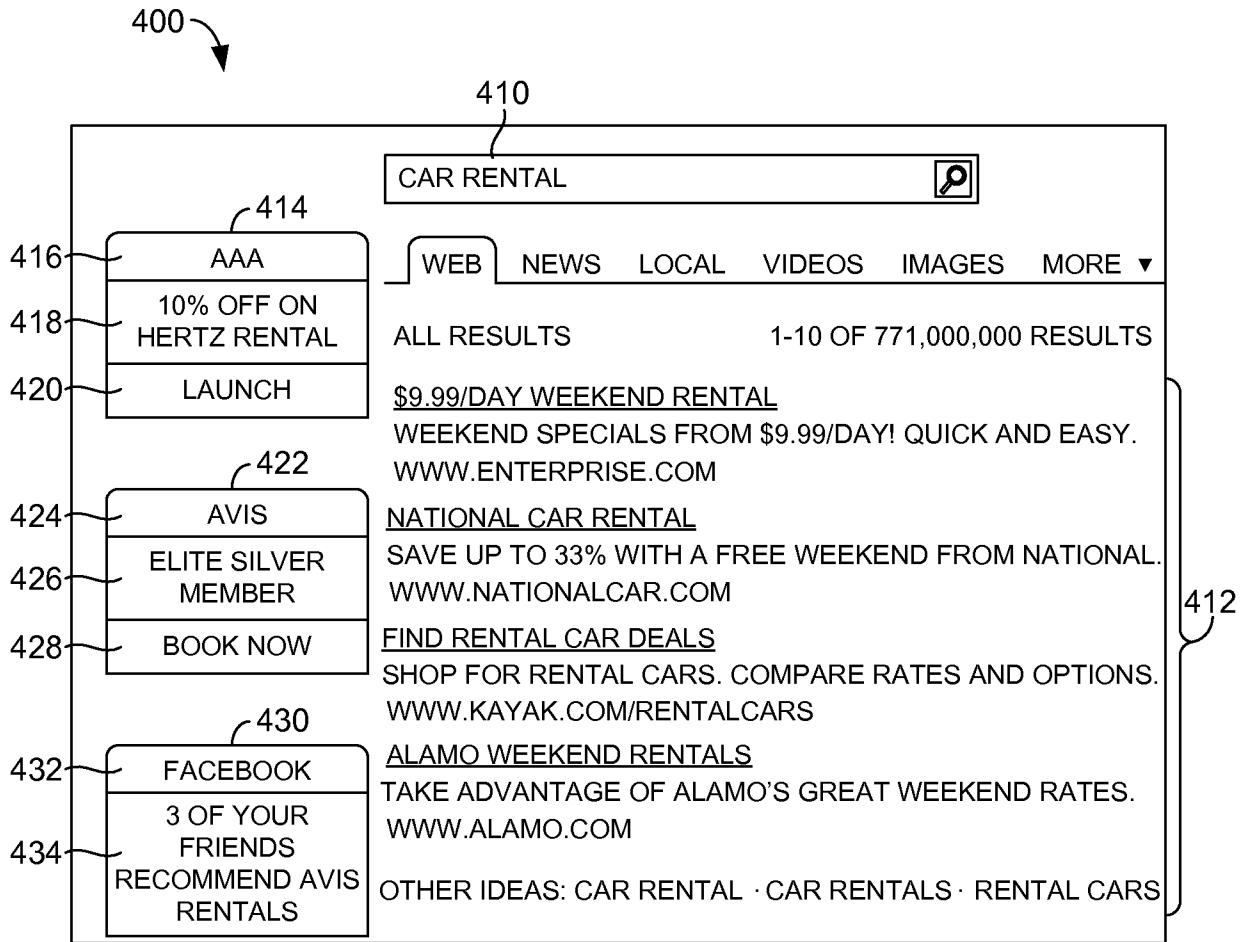 400
410
CAR RENTAL
414
416
AAA
418
10% OFF ON
HERTZ RENTAL
420
LAUNCH
422
424
AVIS
426
ELITE SILVER
MEMBER
428
BOOK NOW
430
432
FACEBOOK
434
3 OF YOUR
FRIENDS
RECOMMEND AVIS
RENTALS
WEB NEWS LOCAL VIDEOS IMAGES MORE ▼
ALL RESULTS 1-10 OF 771,000,000 RESULTS
$9.99/DAY WEEKEND RENTAL
WEEKEND SPECIALS FROM $9.99/DAY! QUICK AND EASY.
WWW.ENTERPRISE.COM
NATIONAL CAR RENTAL
SAVE UP TO 33% WITH A FREE WEEKEND FROM NATIONAL.
WWW.NATIONALCAR.COM
FIND RENTAL CAR DEALS
SHOP FOR RENTAL CARS. COMPARE RATES AND OPTIONS.
WWW.KAYAK.COM/RENTALCARS
ALAMO WEEKEND RENTALS
TAKE ADVANTAGE OF ALAMO'S GREAT WEEKEND RATES.
WWW.ALAMO.COM
OTHER IDEAS: CAR RENTAL · CAR RENTALS · RENTAL CARS
412